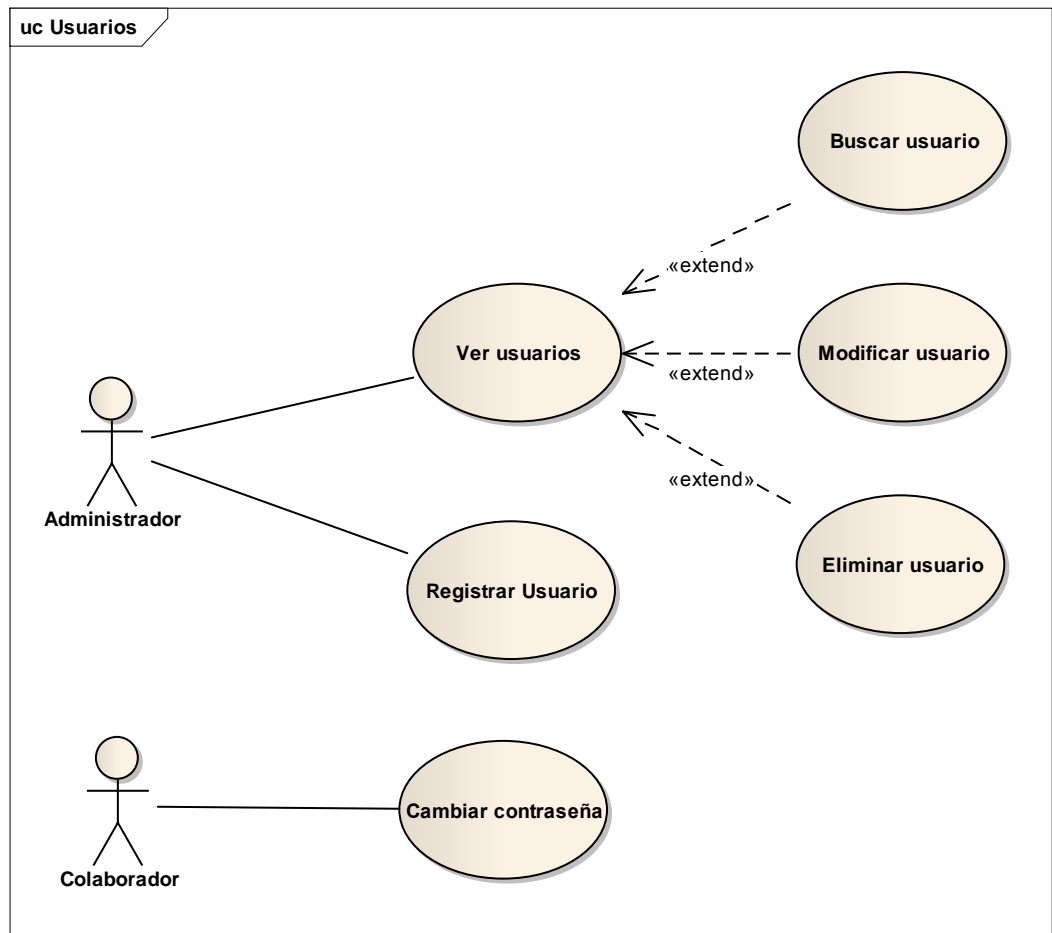 uc Usuarios
Buscar usuario
«extend»
Ver usuarios
Modificar usuario
«extend»
«extend»
Administrador
Eliminar usuario
Registrar Usuario
Cambiar contraseña
Colaborador